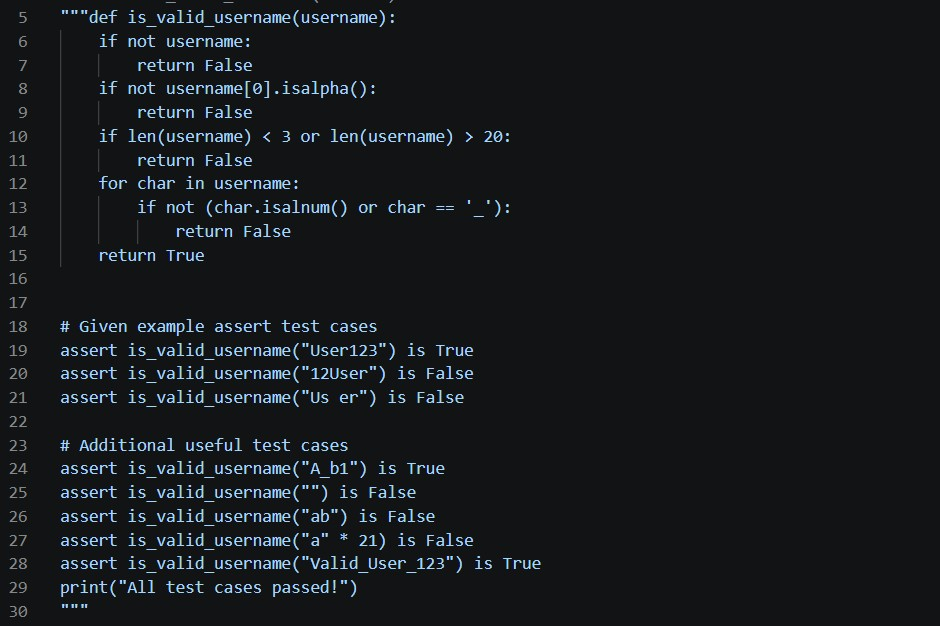 5 """def is_valid_username(username):
6     if not username:
7         return False
8     if not username[0].isalpha():
9         return False
10     if len(username) < 3 or len(username) > 20:
11         return False
12     for char in username:
13         if not (char.isalnum() or char == '_'):
14             return False
15     return True
16
17
18 # Given example assert test cases
19 assert is_valid_username("User123") is True
20 assert is_valid_username("12User") is False
21 assert is_valid_username("Us er") is False
22
23 # Additional useful test cases
24 assert is_valid_username("A_b1") is True
25 assert is_valid_username("") is False
26 assert is_valid_username("ab") is False
27 assert is_valid_username("a" * 21) is False
28 assert is_valid_username("Valid_User_123") is True
29 print("All test cases passed!")
30 """